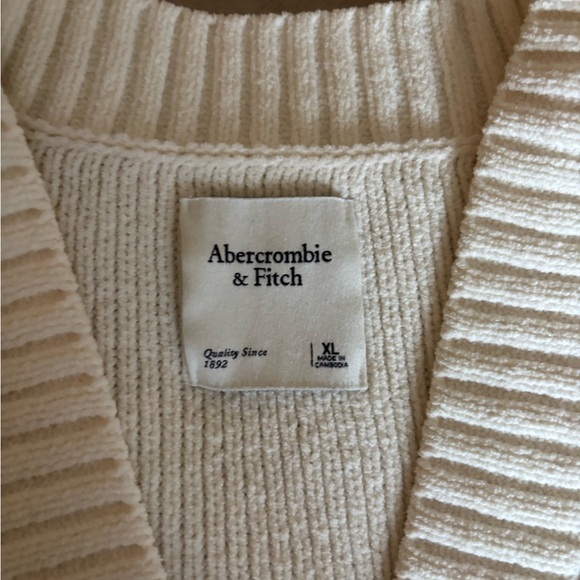 Abercrombie
& Fitch
Quality Since
1892
XL
MADE IN
CAMBODIA